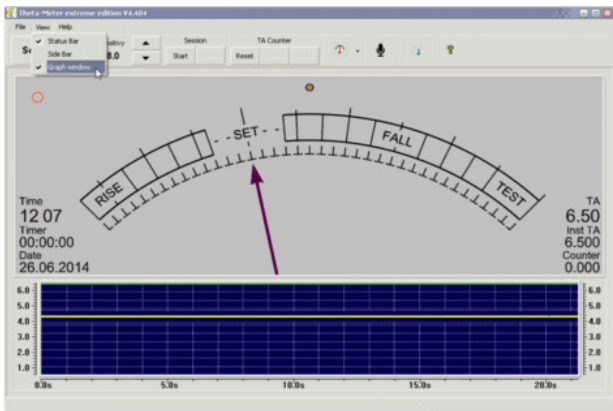 Theta-Meter extreme edition V4.404
File View Help
Status Bar
Side Bar
Graph window
Session
TA Counter
Start
Reset
RISE
SET
FALL
TEST
Time
12 07
Timer
00:00:00
Date
26.06.2014
TA
6.50
Inst TA
6.500
Counter
0.000
6.0
5.0
4.0
3.0
2.0
1.0
6.0
5.0
4.0
3.0
2.0
1.0
0.0s 5.0s 10.0s 15.0s 20.0s